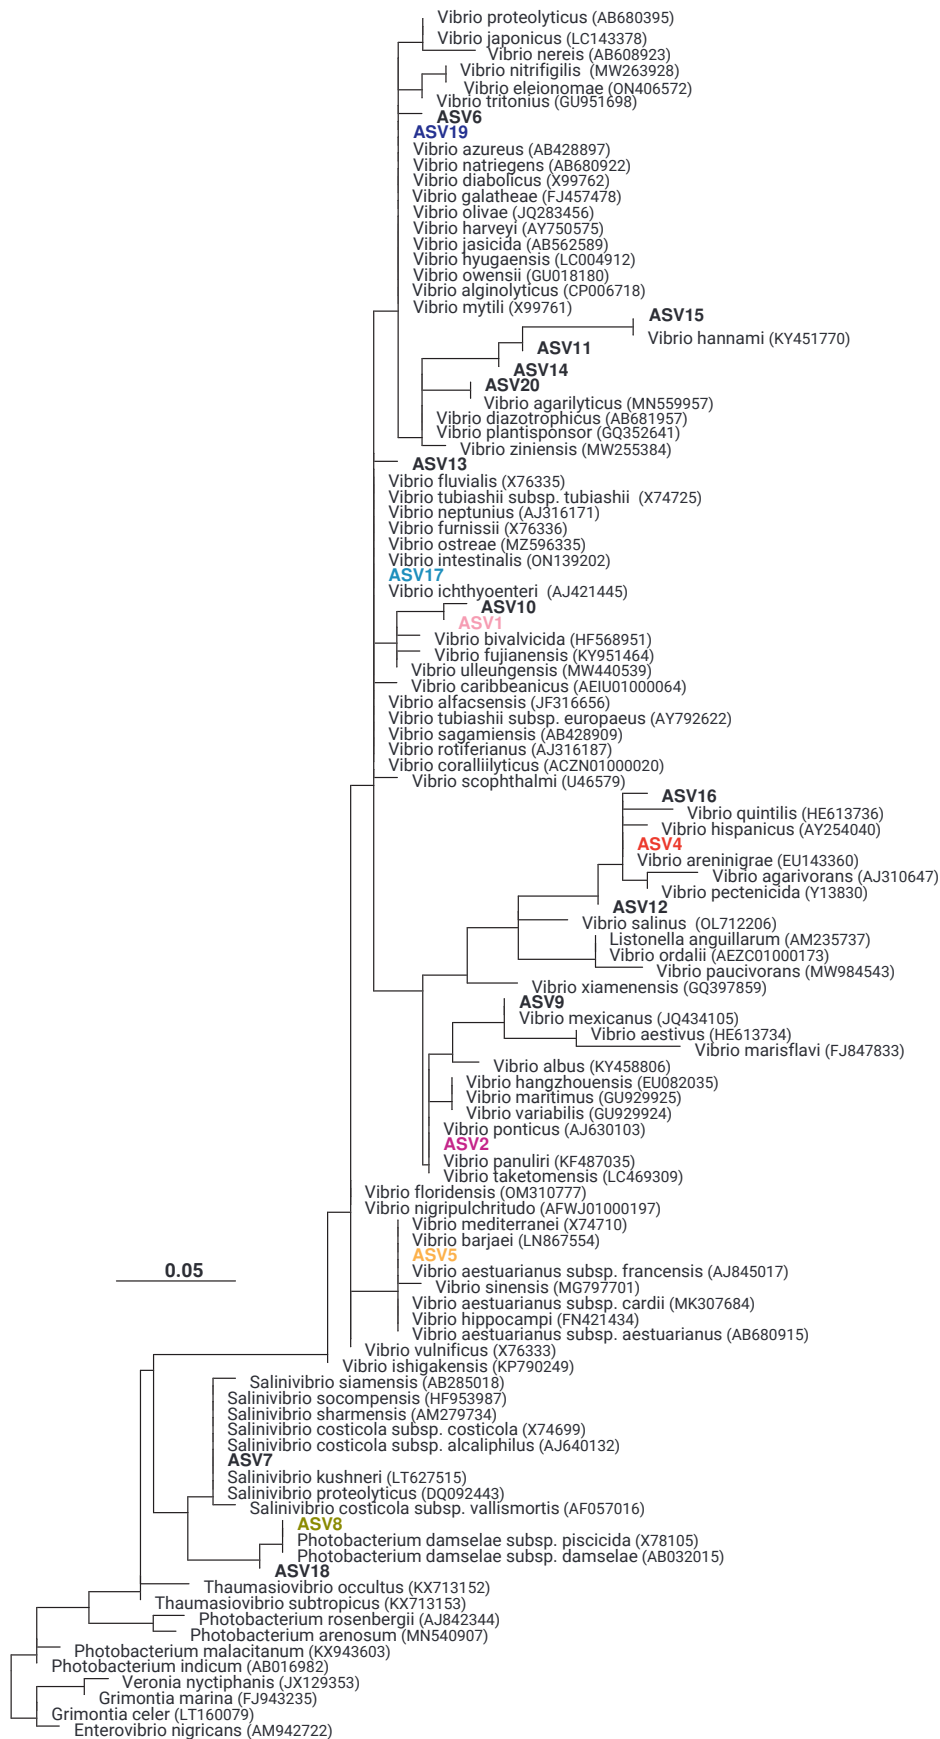 Vibrio proteolyticus (AB680395)
Vibrio japonicus (LC143378)
Vibrio nereis (AB608923)
Vibrio nitrifigilis (MW263928)
Vibrio eleionomae (ON406572)
Vibrio tritonius (GU951698)
ASV6
ASV19
Vibrio azureus (AB428897)
Vibrio natriegens (AB680922)
Vibrio diabolicus (X99762)
Vibrio galatheae (FJ457478)
Vibrio olivae (JQ283456)
Vibrio harveyi (AY750575)
Vibrio jasicida (AB562589)
Vibrio hyugaensis (LC004912)
Vibrio owensii (GU018180)
Vibrio alginolyticus (CP006718)
Vibrio mytili (X99761)
ASV15
Vibrio hannami (KY451770)
ASV11
ASV14
ASV20
Vibrio agarilyticus (MN559957)
Vibrio diazotrophicus (AB681957)
Vibrio plantisponsor (GQ352641)
Vibrio ziniensis (MW255384)
ASV13
Vibrio fluvialis (X76335)
Vibrio tubiashii subsp. tubiashii (X74725)
Vibrio neptunius (AJ316171)
Vibrio furnissii (X76336)
Vibrio ostreae (MZ596335)
Vibrio intestinalis (ON139202)
ASV17
Vibrio ichthyoenteri (AJ421445)
ASV10
ASV1
Vibrio bivalvicida (HF568951)
Vibrio fujianensis (KY951464)
Vibrio ulleungensis (MW440539)
Vibrio caribbeanicus (AEIU01000064)
Vibrio alfacsensis (JF316656)
Vibrio tubiashii subsp. europaeus (AY792622)
Vibrio sagamiensis (AB428909)
Vibrio rotiferianus (AJ316187)
Vibrio coralliilyticus (ACZN01000020)
Vibrio scophthalmi (U46579)
ASV16
Vibrio quintilis (HE613736)
Vibrio hispanicus (AY254040)
ASV4
Vibrio areninigrae (EU143360)
Vibrio agarivorans (AJ310647)
Vibrio pectenicida (Y13830)
ASV12
Vibrio salinus (OL712206)
Listonella anguillarum (AM235737)
Vibrio ordalii (AEZC01000173)
Vibrio paucivorans (MW984543)
Vibrio xiamenensis (GQ397859)
ASV9
Vibrio mexicanus (JQ434105)
Vibrio aestivus (HE613734)
Vibrio marisflavi (FJ847833)
Vibrio albus (KY458806)
Vibrio hangzhouensis (EU082035)
Vibrio maritimus (GU929925)
Vibrio variabilis (GU929924)
Vibrio ponticus (AJ630103)
ASV2
Vibrio panuliri (KF487035)
Vibrio taketomensis (LC469309)
Vibrio floridensis (OM310777)
Vibrio nigripulchritudo (AFWJ01000197)
Vibrio mediterranei (X74710)
Vibrio barjaei (LN867554)
ASV5
0.05
Vibrio aestuarianus subsp. francensis (AJ845017)
Vibrio sinensis (MG797701)
Vibrio aestuarianus subsp. cardii (MK307684)
Vibrio hippocampi (FN421434)
Vibrio aestuarianus subsp. aestuarianus (AB680915)
Vibrio vulnificus (X76333)
Vibrio ishigakensis (KP790249)
Salinivibrio siamensis (AB285018)
Salinivibrio socompensis (HF953987)
Salinivibrio sharmensis (AM279734)
Salinivibrio costicola subsp. costicola (X74699)
Salinivibrio costicola subsp. alcaliphilus (AJ640132)
ASV7
Salinivibrio kushneri (LT627515)
Salinivibrio proteolyticus (DQ092443)
Salinivibrio costicola subsp. vallismortis (AF057016)
ASV8
Photobacterium damselae subsp. piscicida (X78105)
Photobacterium damselae subsp. damselae (AB032015)
ASV18
Thaumasiovibrio occultus (KX713152)
Thaumasiovibrio subtropicus (KX713153)
Photobacterium rosenbergii (AJ842344)
Photobacterium arenosum (MN540907)
Photobacterium malacitanum (KX943603)
Photobacterium indicum (AB016982)
Veronia nyctiphanis (JX129353)
Grimontia marina (FJ943235)
Grimontia celer (LT160079)
Enterovibrio nigricans (AM942722)